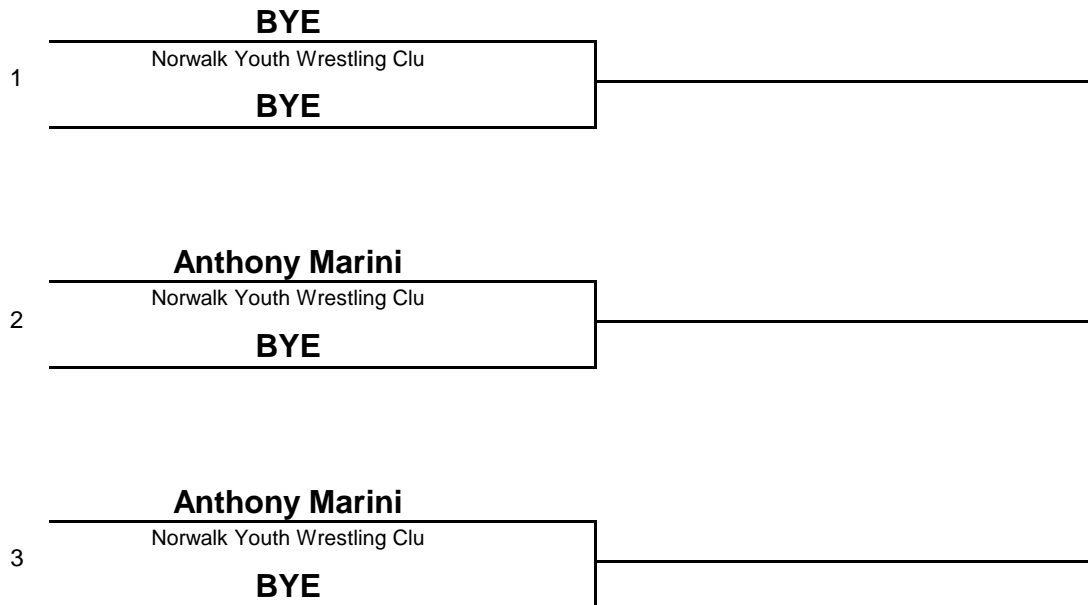 BYE
Norwalk Youth Wrestling Clu
1
BYE
Anthony Marini
Norwalk Youth Wrestling Clu
2
BYE
Anthony Marini
Norwalk Youth Wrestling Clu
3
BYE